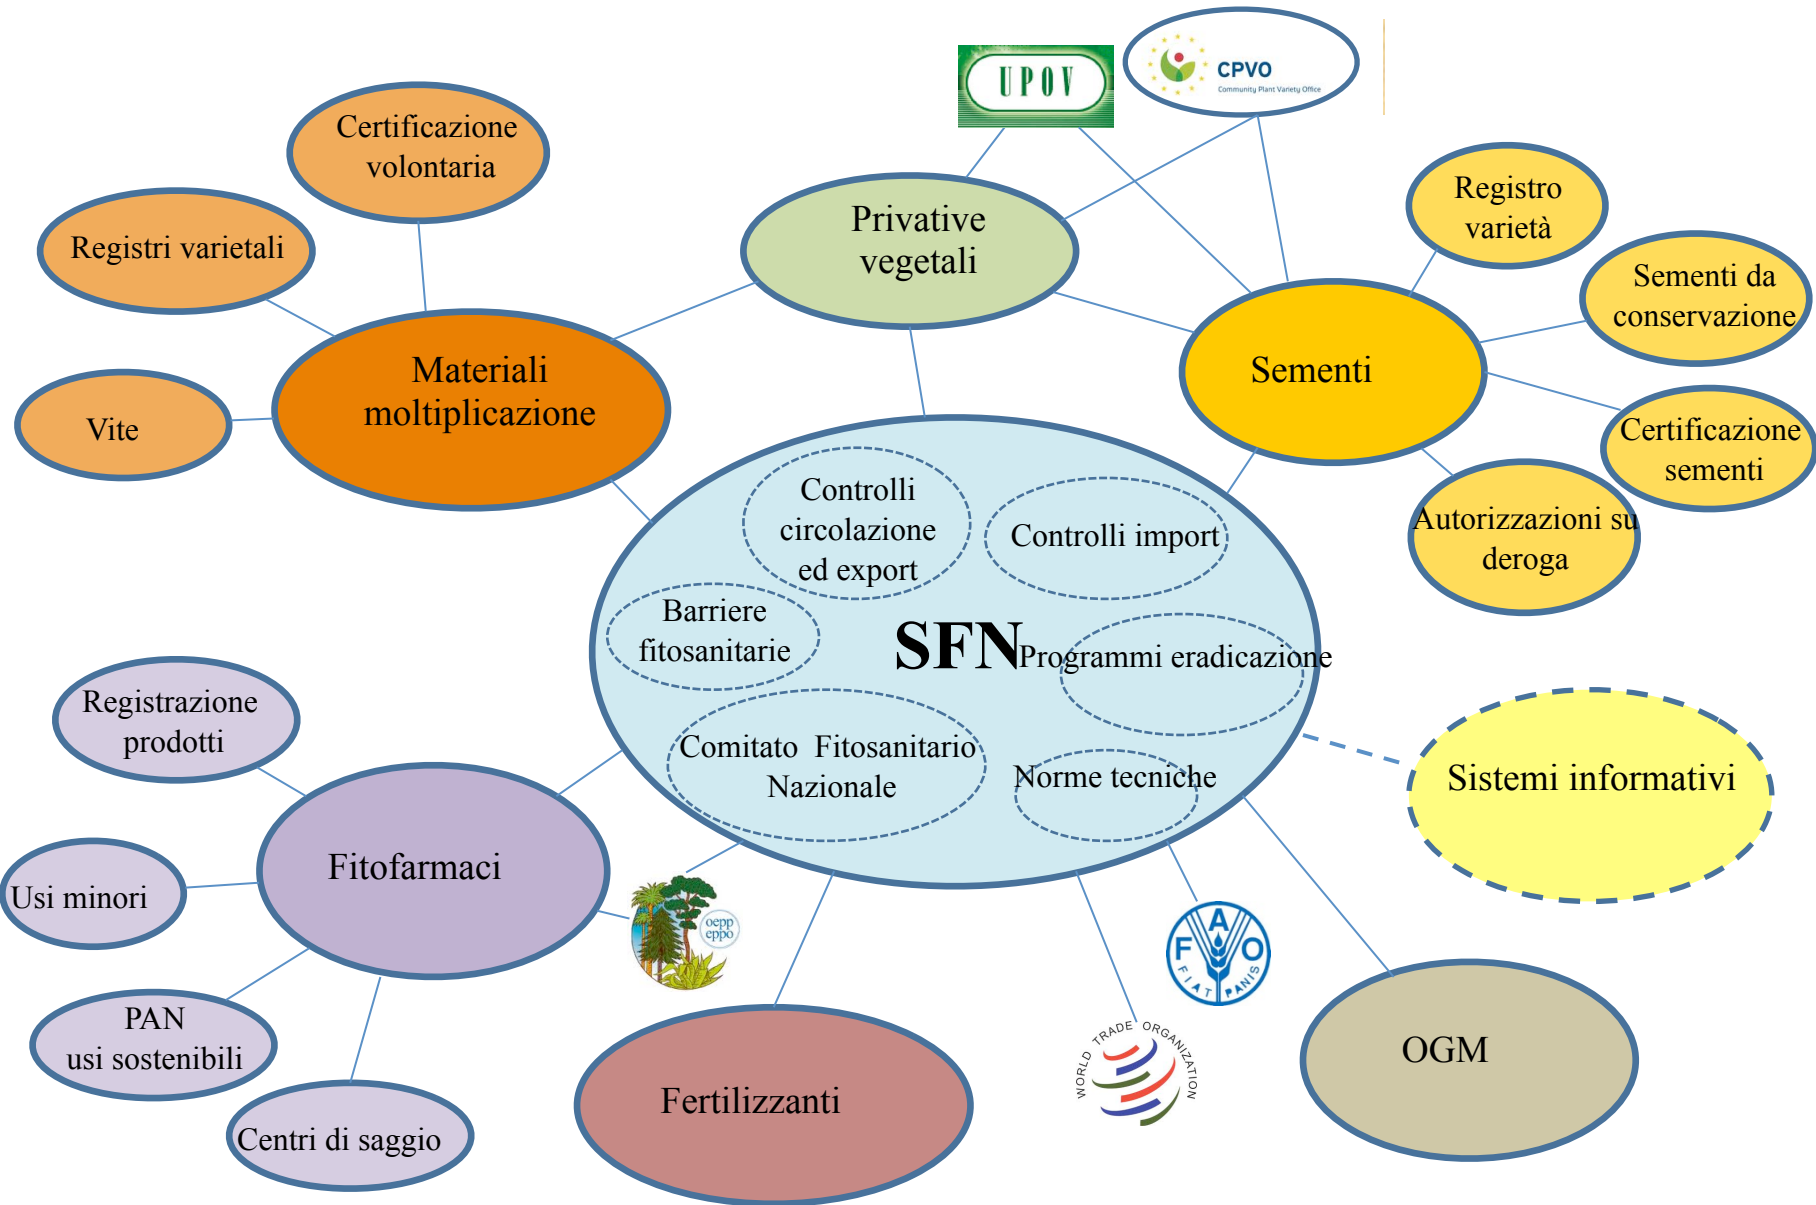 UPOV
CPVO
Community Plant Variety Office
Certificazione
volontaria
Registri varietali
Vite
Materiali
moltiplicazione
Privative
vegetali
Registro
varietà
Sementi da
conservazione
Sementi
Certificazione
sementi
Autorizzazioni su
deroga
Controlli
circolazione
ed export
Controlli import
Barriere
fitosanitarie
SFN
Programmi eradicazione
Comitato  Fitosanitario
Nazionale
Norme tecniche
Sistemi informativi
Registrazione
prodotti
Fitofarmaci
Usi minori
PAN
usi sostenibili
Centri di saggio
oepp
eppo
Fertilizzanti
FAO
FIAT PANIS
WORLD TRADE ORGANIZATION
OGM